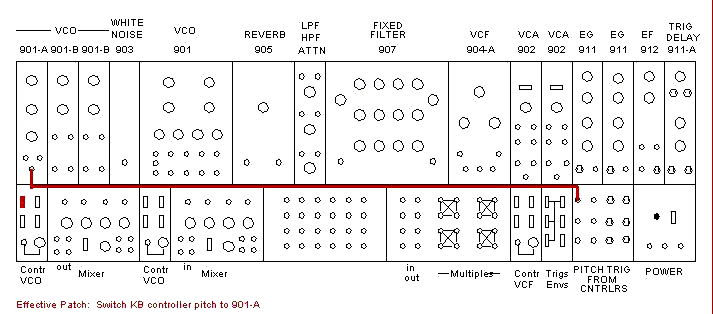 WHITE LPF FIXED TRIG
VCO NOISE VCO REVERB HPF FILTER VCF VCA VCA EG EG EF DELAY
901-A 901-B 901-B 903 901 905 ATTN 907 904-A 902 902 911 911 912 911-A
Contr VCO out Mixer Contr VCO in Mixer in out Multiples Contr VCF Trigs Envs PITCH TRIG FROM CNTRLRS POWER
Effective Patch: Switch KB controller pitch to 901-A